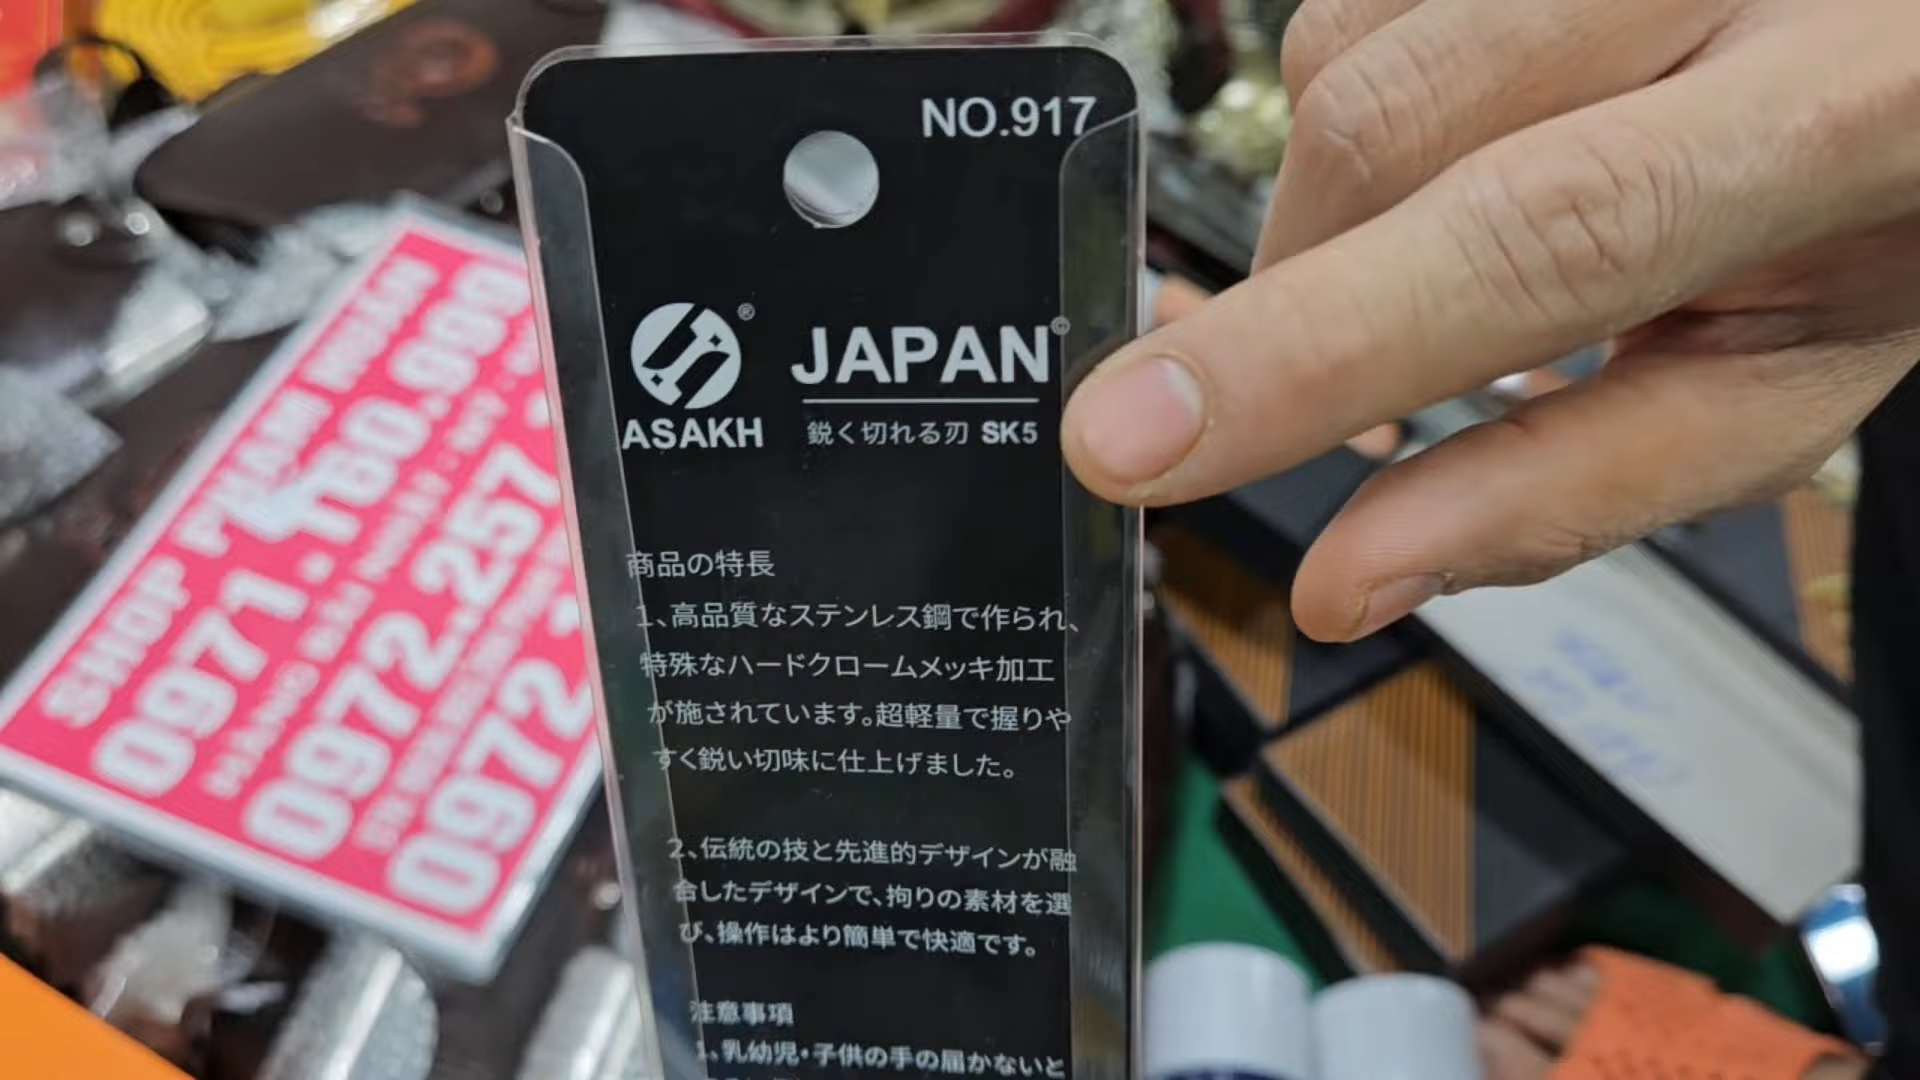 NO.917
ASAKH®
JAPAN©
鋭く切れる刃 SK5
商品の特長
1、高品質なステンレス鋼で作られ、
特殊なハードクロームメッキ加工
が施されています。超軽量で握りや
すく鋭い切味に仕上げました。
2、伝統の技と先進的デザインが融
合したデザインで、拘りの素材を選
び、操作はより簡単で快適です。
注意事項
1、乳幼児・子供の手の届かないと
SHOP
0971.160.999
0972 257
0972